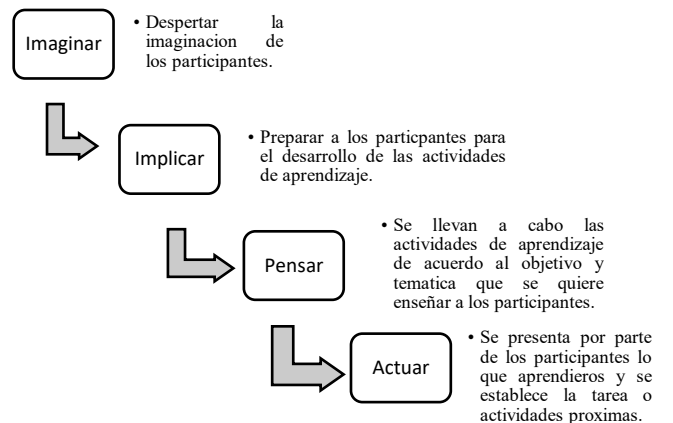 Imaginar
• Despertar la
imaginacion de
los participantes.
Implicar
• Preparar a los particpantes para
el desarrollo de las actividades
de aprendizaje.
Pensar
• Se llevan a cabo las
actividades de aprendizaje
de acuerdo al objetivo y
tematica que se quiere
enseñar a los participantes.
Actuar
• Se presenta por parte
de los participantes lo
que aprendieros y se
establece la tarea o
actividades proximas.